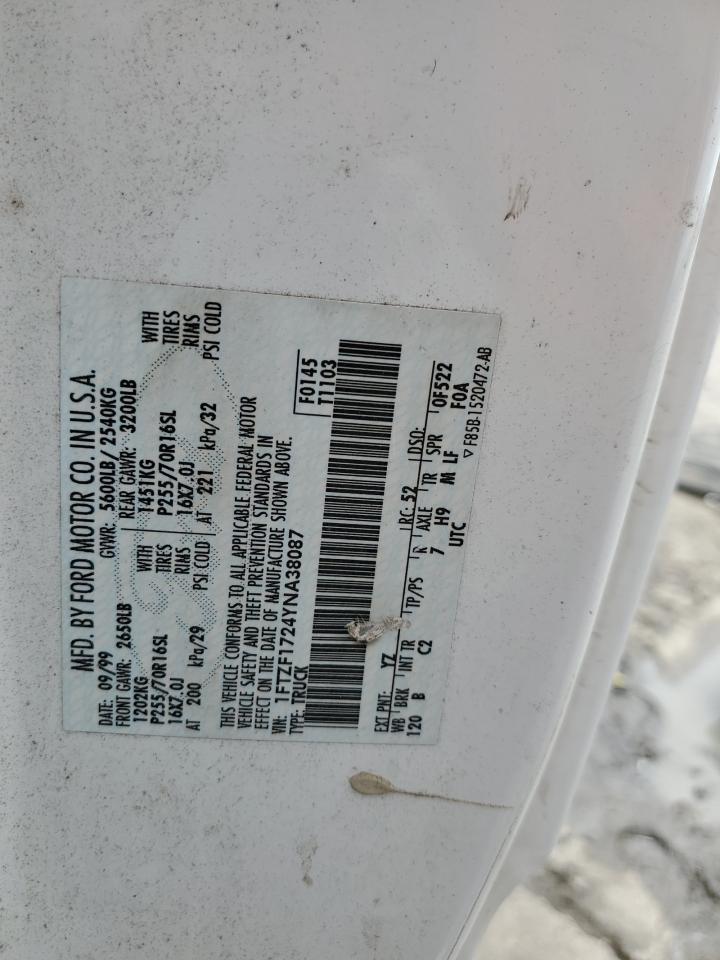 MFD. BY FORD MOTOR CO. IN U.S.A.
DATE: 09/99 GVWR: 5600LB/ 2540KG
FRONT GAWR: 2650LB REAR GAWR: 3200LB
1202KG WITH 1451KG WITH
P255/70R16SL TIRES P255/70R16SL TIRES
16X7.0J RIMS 16X7.0J RIMS
AT 200 kPa/29 PSI COLD AT 221 kPa/32 PSI COLD
THIS VEHICLE CONFORMS TO ALL APPLICABLE FEDERAL MOTOR
VEHICLE SAFETY AND THEFT PREVENTION STANDARDS IN
EFFECT ON THE DATE OF MANUFACTURE SHOWN ABOVE.
VIN: 1FTZF1724YNA38087 F0145
TYPE: TRUCK T1103
EXT PNT: YZ RC: 52 DSO:
WB BRK INT TR TP/PS R AXLE TR SPR 0F522
120 B C2 7 H9 M LF F0A
UTC ▽ F85B-1520472-AB